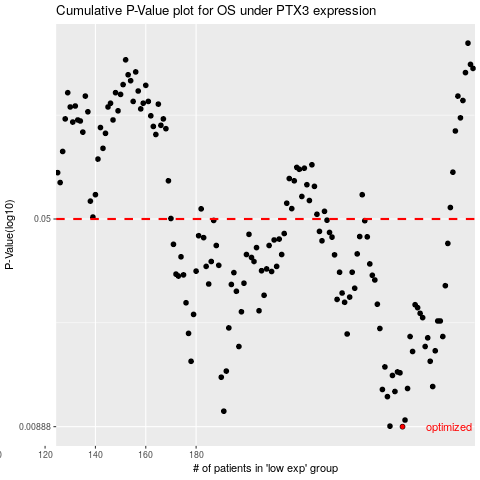 Cumulative P-Value plot for OS under PTX3 expression
P-Value(log10)
0.05
0.00888
optimized
0 120 140 160 180
# of patients in 'low exp' group